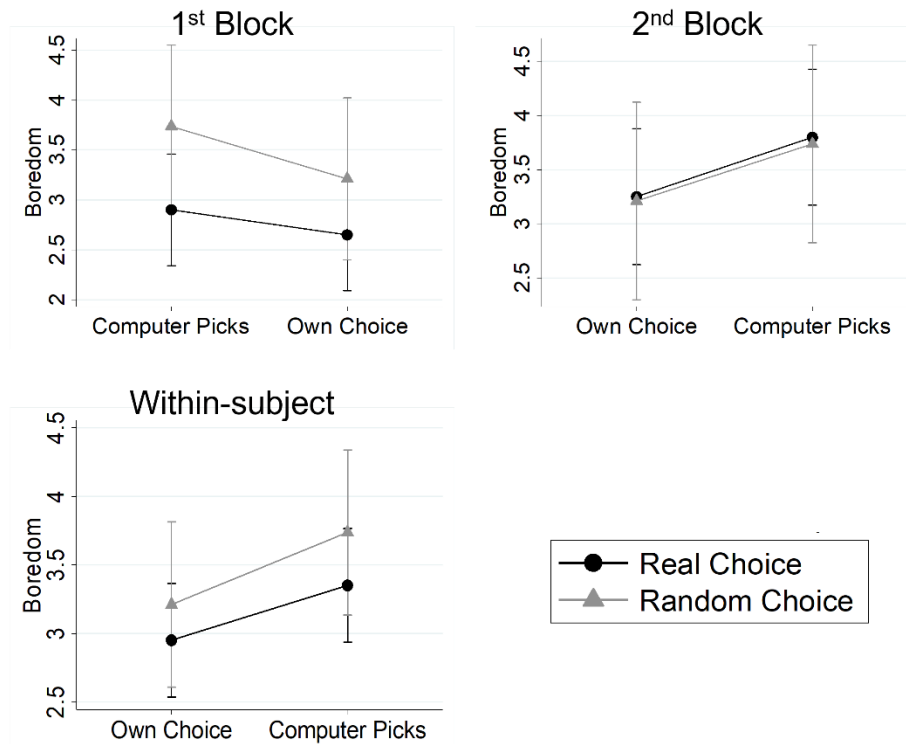 1st Block
Boredom
4.5
4
3.5
3
2.5
2
Computer Picks Own Choice
2nd Block
Boredom
4.5
4
3.5
3
2.5
Own Choice Computer Picks
Within-subject
Boredom
4.5
4
3.5
3
2.5
Own Choice Computer Picks
Real Choice
Random Choice